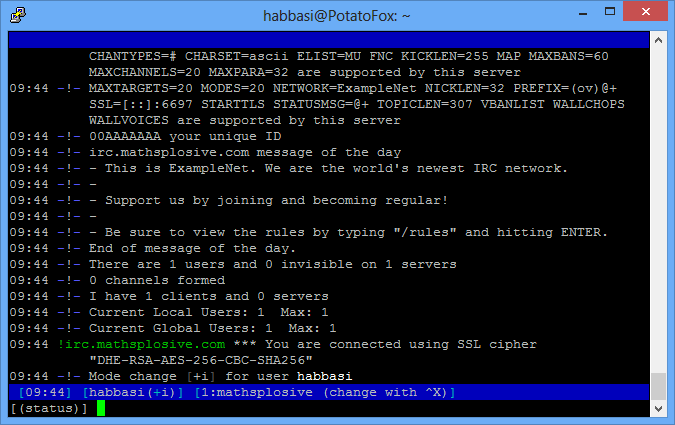 habbasi@PotatoFox: ~
CHANTYPES=# CHARSET=ascii ELIST=MU FNC KICKLEN=255 MAP MAXBANS=60
MAXCHANNELS=20 MAXPARA=32 are supported by this server
09:44 -!- MAXTARGETS=20 MODES=20 NETWORK=ExampleNet NICKLEN=32 PREFIX=(ov)@+
SSL=[::]:6697 STARTTLS STATUSMSG=@+ TOPICLEN=307 VBANLIST WALLCHOPS
WALLVOICES are supported by this server
09:44 -!- 00AAAAAAA your unique ID
09:44 -!- irc.mathsplosive.com message of the day
09:44 -!- - This is ExampleNet. We are the world's newest IRC network.
09:44 -!- -
09:44 -!- - Support us by joining and becoming regular!
09:44 -!- -
09:44 -!- - Be sure to view the rules by typing "/rules" and hitting ENTER.
09:44 -!- End of message of the day.
09:44 -!- There are 1 users and 0 invisible on 1 servers
09:44 -!- 0 channels formed
09:44 -!- I have 1 clients and 0 servers
09:44 -!- Current Local Users: 1  Max: 1
09:44 -!- Current Global Users: 1  Max: 1
09:44 !irc.mathsplosive.com *** You are connected using SSL cipher
"DHE-RSA-AES-256-CBC-SHA256"
09:44 -!- Mode change [+i] for user habbasi
[09:44] [habbasi(+i)] [1:mathsplosive (change with ^X)]
[(status)]